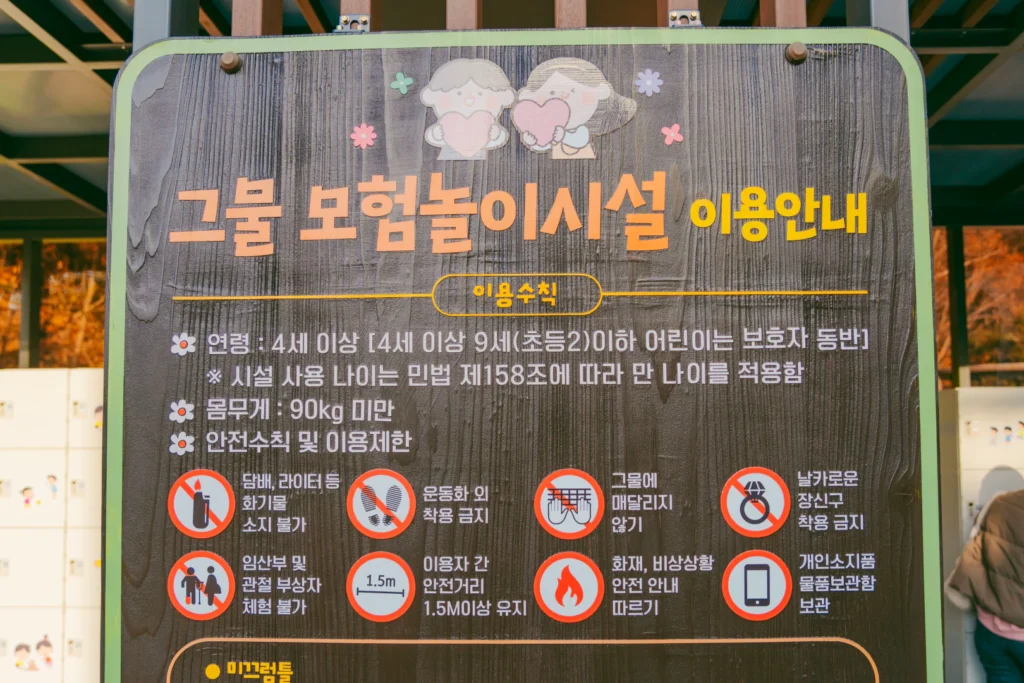 그물 모험놀이시설 이용안내
이용수칙
연령 : 4세 이상 [4세 이상 9세(초등2)이하 어린이는 보호자 동반]
※ 시설 사용 나이는 민법 제158조에 따라 만 나이를 적용함
몸무게 : 90kg 미만
안전수칙 및 이용제한
담배, 라이터 등
화기물
소지 불가
운동화 외
착용 금지
그물에
매달리지
않기
날카로운
장신구
착용 금지
임산부 및
관절 부상자
체험 불가
1.5m
이용자 간
안전거리
1.5M이상 유지
화재, 비상상황
안전 안내
따르기
개인소지품
물품보관함
보관
미끄럼틀